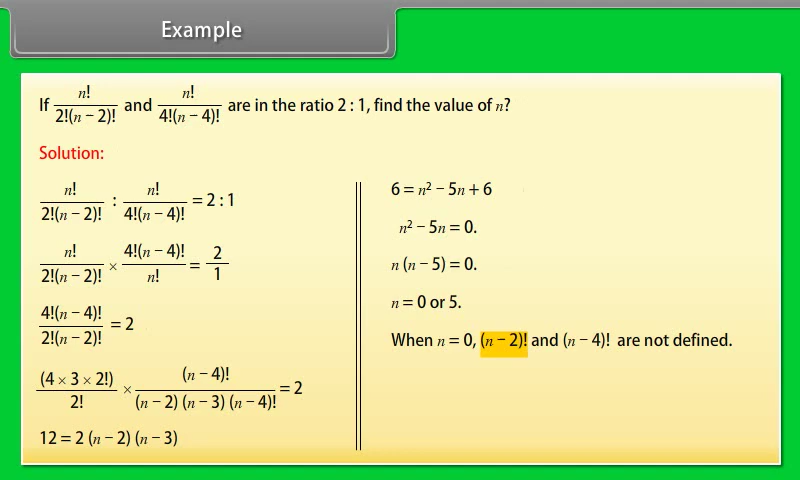 Example
If n!/2!(n − 2)! and n!/4!(n − 4)! are in the ratio 2 : 1, find the value of n?
Solution:
n!/2!(n − 2)! : n!/4!(n − 4)! = 2 : 1
n!/2!(n − 2)! × 4!(n − 4)!/n! = 2/1
4!(n − 4)!/2!(n − 2)! = 2
(4 × 3 × 2!)/2! × (n − 4)!/(n − 2) (n − 3) (n − 4)! = 2
12 = 2 (n − 2) (n − 3)
6 = n² − 5n + 6
n² − 5n = 0.
n (n − 5) = 0.
n = 0 or 5.
When n = 0, (n − 2)! and (n − 4)! are not defined.